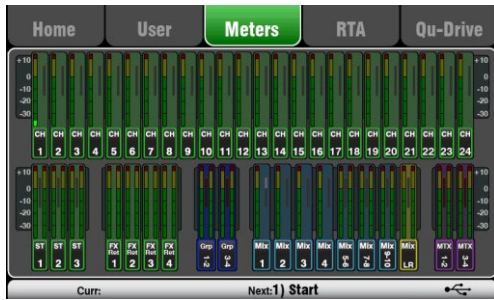 Home User Meters RTA Qu-Drive
+10 +10
0 0
-10 -10
-20 -20
-30 -30
CH CH CH CH CH CH CH CH CH CH CH CH CH CH CH CH CH CH CH CH CH CH CH CH
1 2 3 4 5 6 7 8 9 10 11 12 13 14 15 16 17 18 19 20 21 22 23 24
+10 +10
0 0
-10 -10
-20 -20
-30 -30
ST ST ST FX Ret FX Ret FX Ret FX Ret Grp Grp Mix Mix Mix Mix Mix Mix Mix Mix MTX MTX
1 2 3 1 2 3 4 1-2 3-4 1 2 3 4 5-6 7-8 9-10 LR 1-2 3-4
Curr: Next:1) Start